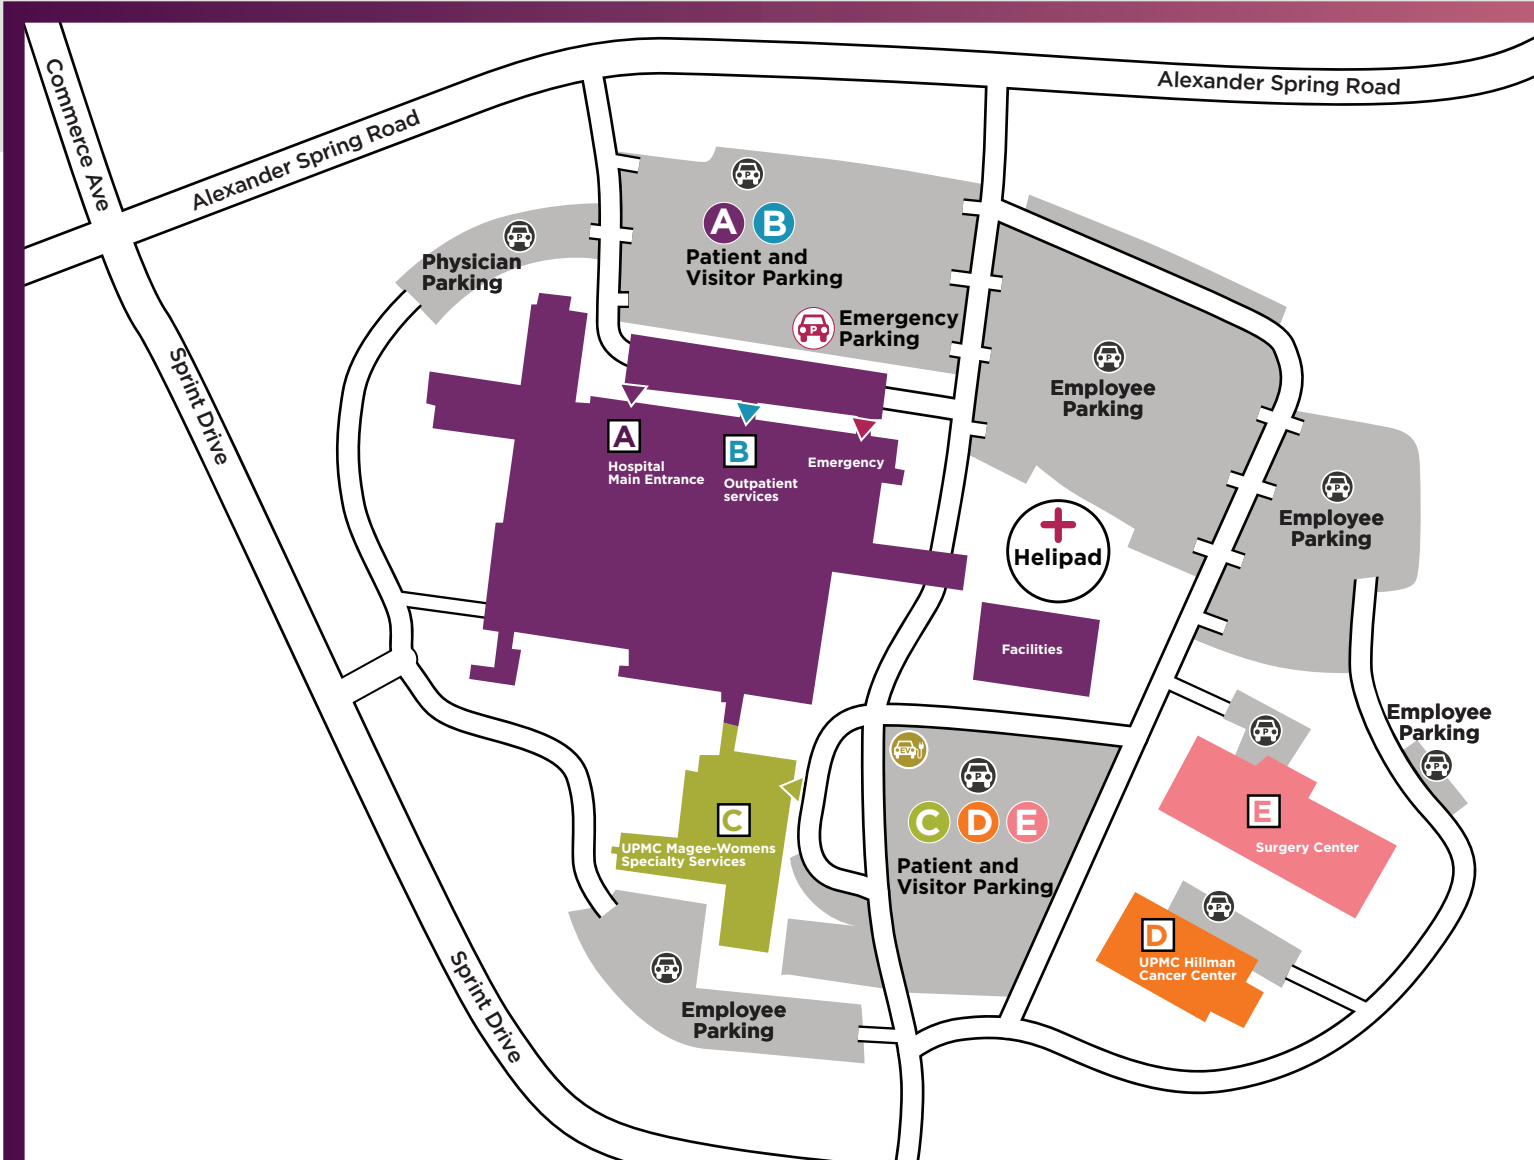 Commerce Ave
Alexander Spring Road
Alexander Spring Road
P
A B
Patient and
Visitor Parking
P
Physician
Parking
P
Emergency
Parking
P
Employee
Parking
Sprint Drive
A
Hospital
Main Entrance
B
Outpatient
services
Emergency
P
Employee
Parking
Helipad
Facilities
P
Employee
Parking
P
EV
P
C D E
Patient and
Visitor Parking
C
UPMC Magee-Womens
Specialty Services
E
Surgery Center
P
D
UPMC Hillman
Cancer Center
P
Employee
Parking
Sprint Drive